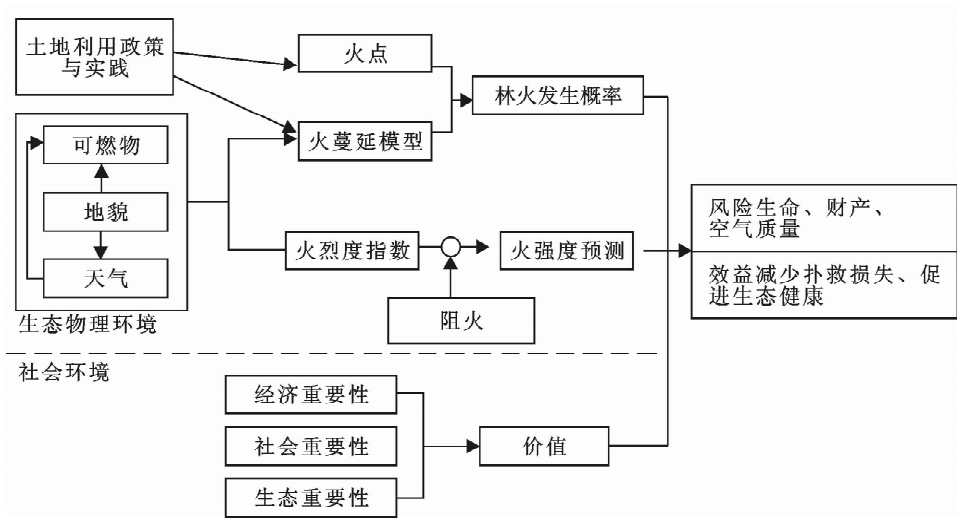 土地利用政策
与实践
火点
林火发生概率
火蔓延模型
可燃物
地貌
天气
生态物理环境
火烈度指数
火强度预测
阻火
风险生命、财产、
空气质量
效益减少扑救损失、促
进生态健康
社会环境
经济重要性
社会重要性
生态重要性
价值